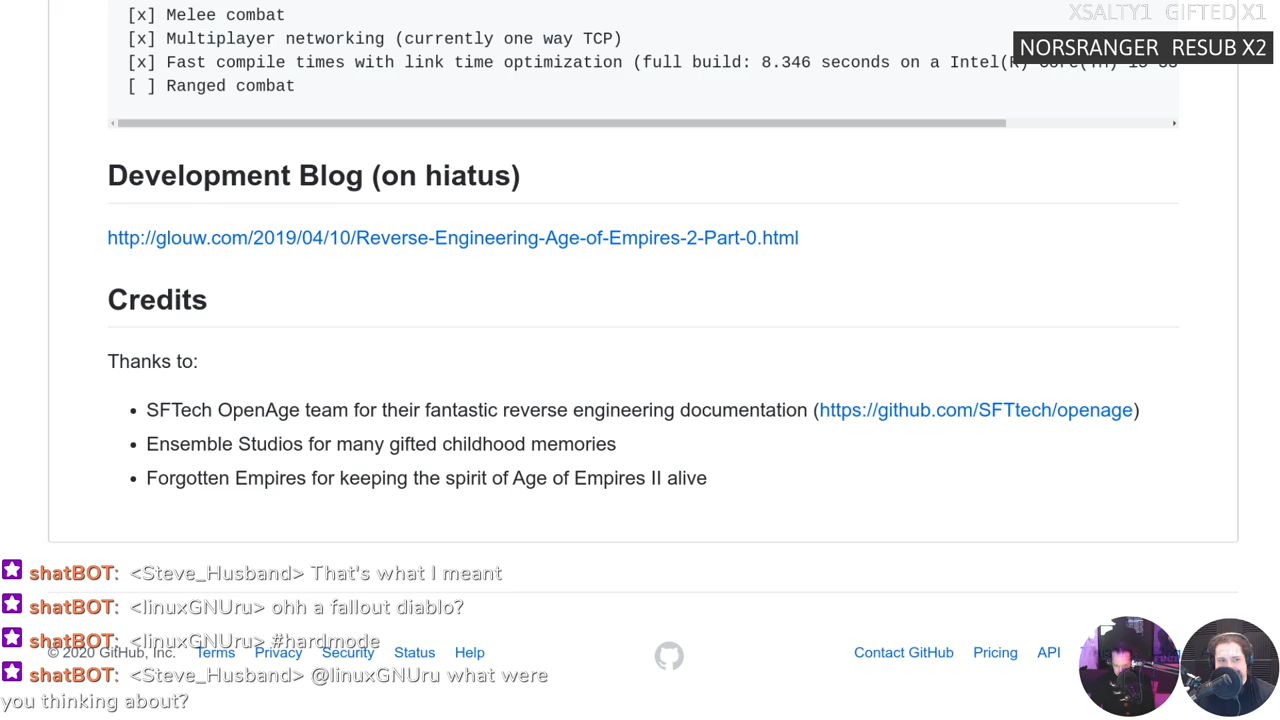 XSALTY1 GIFTED X1
[x] Melee combat
[x] Multiplayer networking (currently one way TCP)
NORSRANGER RESUB X2
[x] Fast compile times with link time optimization (full build: 8.346 seconds on a Intel(R)
[ ] Ranged combat
Development Blog (on hiatus)
http://glouw.com/2019/04/10/Reverse-Engineering-Age-of-Empires-2-Part-0.html
Credits
Thanks to:
• SFTech OpenAge team for their fantastic reverse engineering documentation (https://github.com/SFTtech/openage)
• Ensemble Studios for many gifted childhood memories
• Forgotten Empires for keeping the spirit of Age of Empires II alive
shatBOT: <Steve_Husband> That's what I meant
shatBOT: <linuxGNUru> ohh a fallout diablo?
shatBOT: <linuxGNUru> #hardmode
© 2020 GitHub, Inc. Terms Privacy Security Status Help Contact GitHub Pricing API
shatBOT: <Steve_Husband> @linuxGNUru what were
you thinking about?